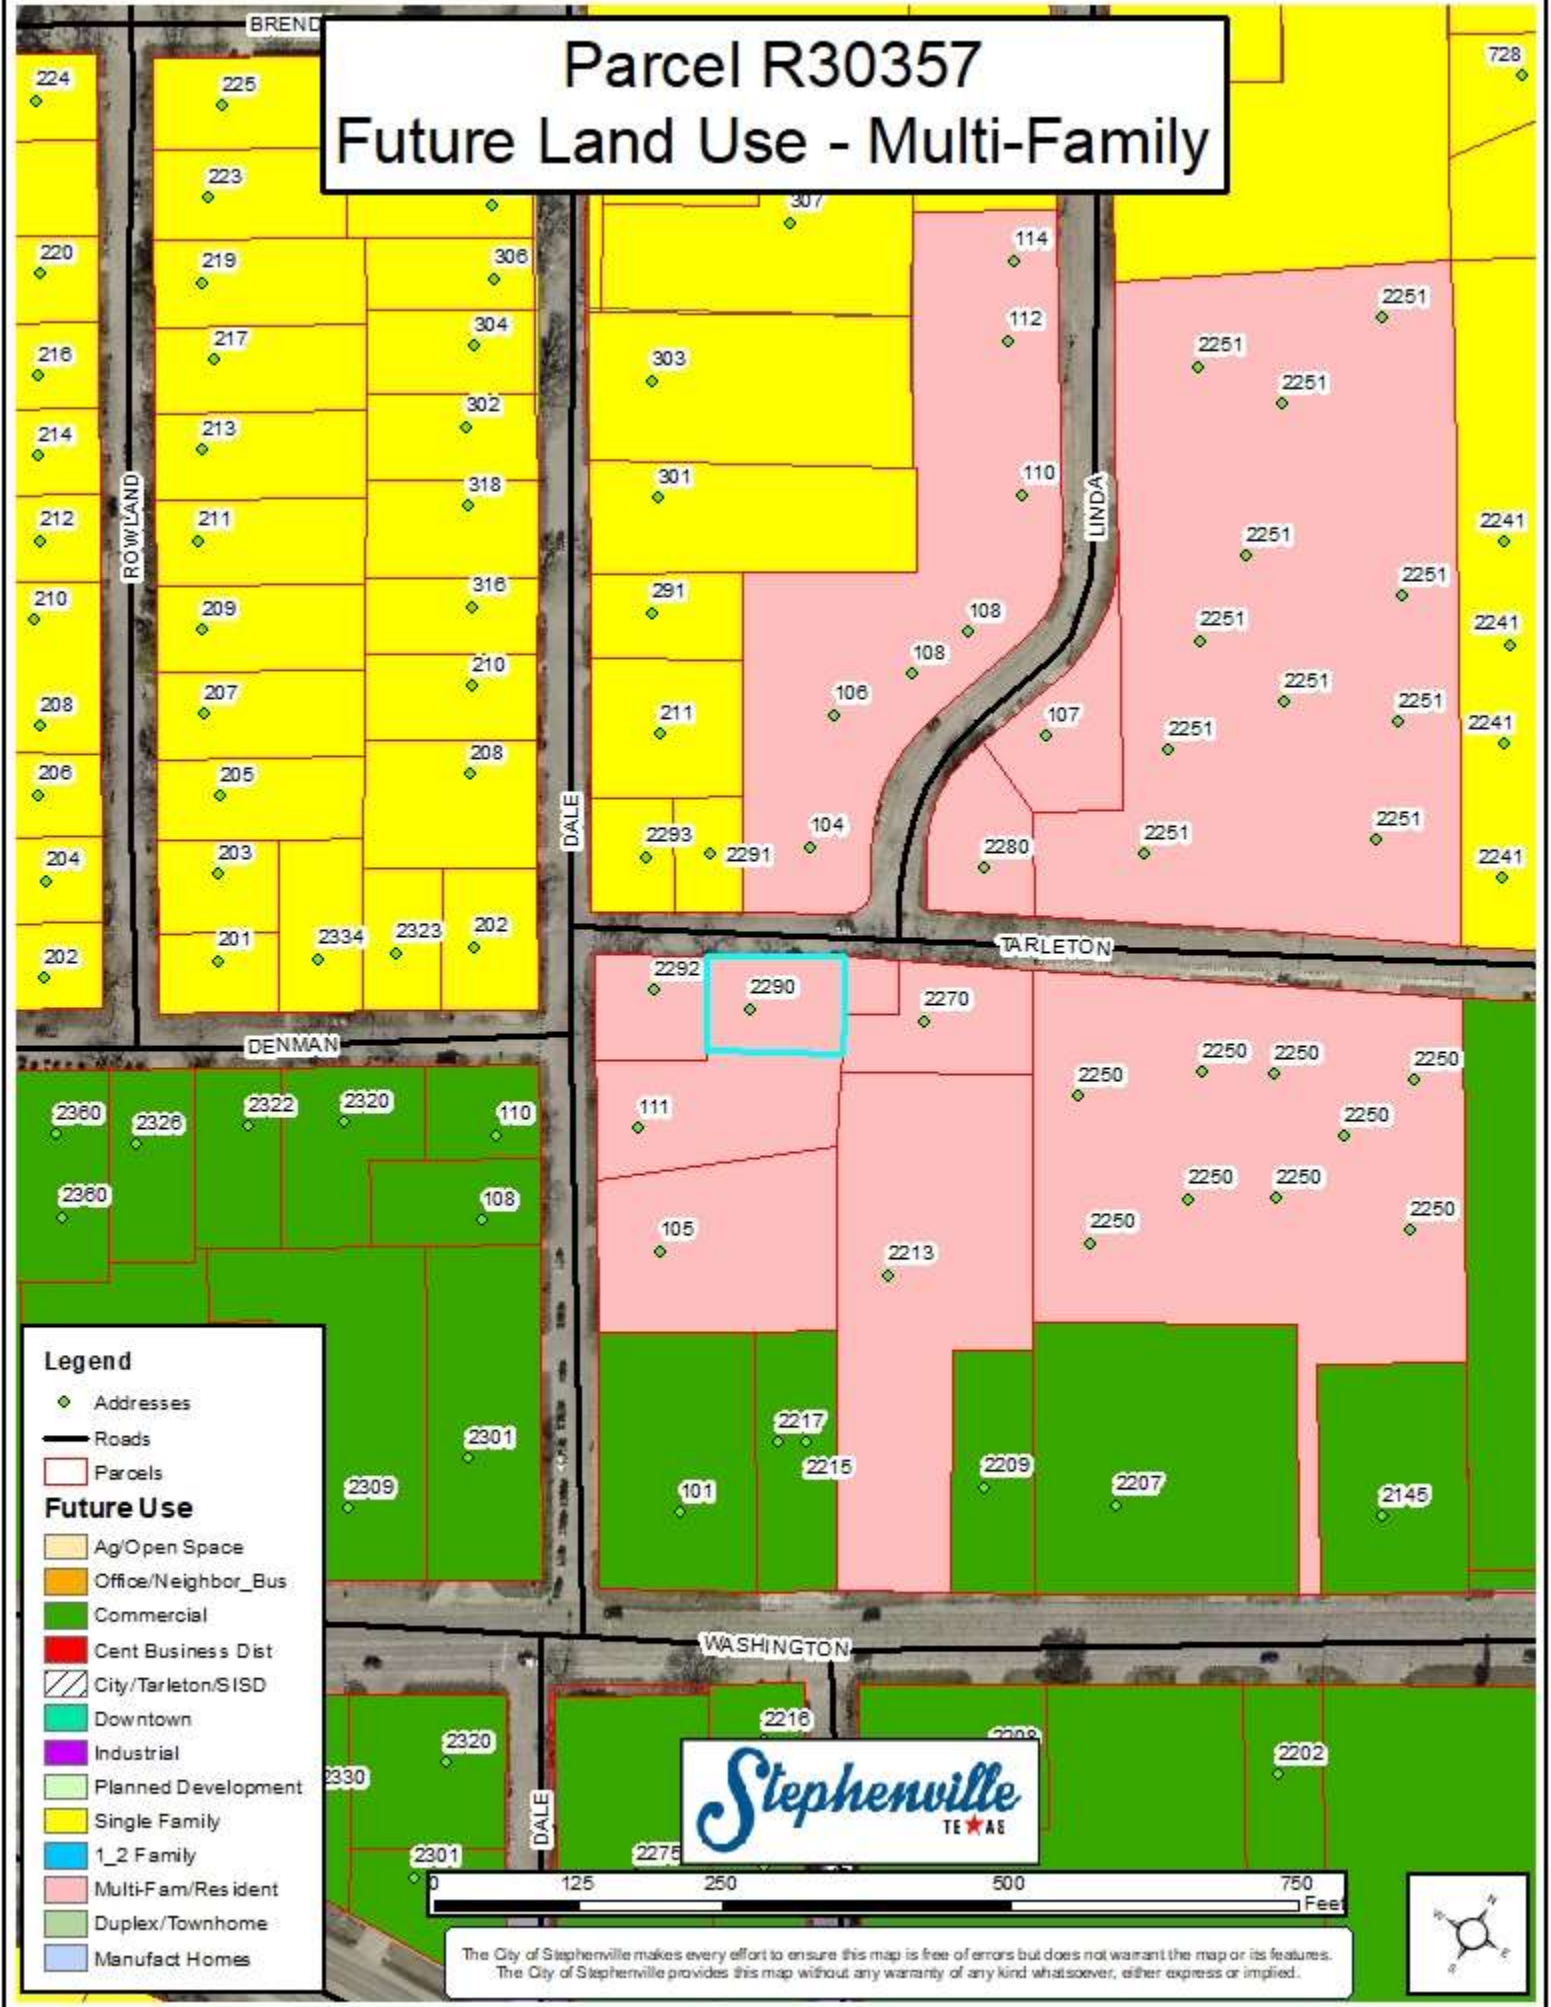 BREND
Parcel R30357
Future Land Use - Multi-Family
728
224
225
223
307
220
219
306
114
216
217
304
112
303
2251
2251
2251
214
213
302
ROWLAND
318
301
110
LINDA
212
211
2251
2241
210
209
316
291
108
2251
2251
2241
108
208
207
210
211
106
107
2251
2251
2251
2241
206
205
208
DALE
204
203
2293
2291
104
2280
2251
2251
2241
202
201
2334
2323
202
TARLETON
2292
2290
2270
DENMAN
2360
2326
2322
2320
110
111
2250
2250
2250
2250
2250
2360
108
105
2213
2250
2250
2250
2250
2301
2309
2217
2215
101
2209
2207
2145
WASHINGTON
Legend
Addresses
Roads
Parcels
Future Use
Ag/Open Space
Office/Neighbor_Bus
Commercial
Cent Business Dist
City/Tarleton/SISD
Downtown
Industrial
Planned Development
Single Family
1_2 Family
Multi-Fam/Resident
Duplex/Townhome
Manufact Homes
2320
2330
2301
DALE
2216
2275
2202
Stephenville
TEXAS
0 125 250 500 750
Feet
The City of Stephenville makes every effort to ensure this map is free of errors but does not warrant the map or its features.
The City of Stephenville provides this map without any warranty of any kind whatsoever, either express or implied.
N
W
E
S